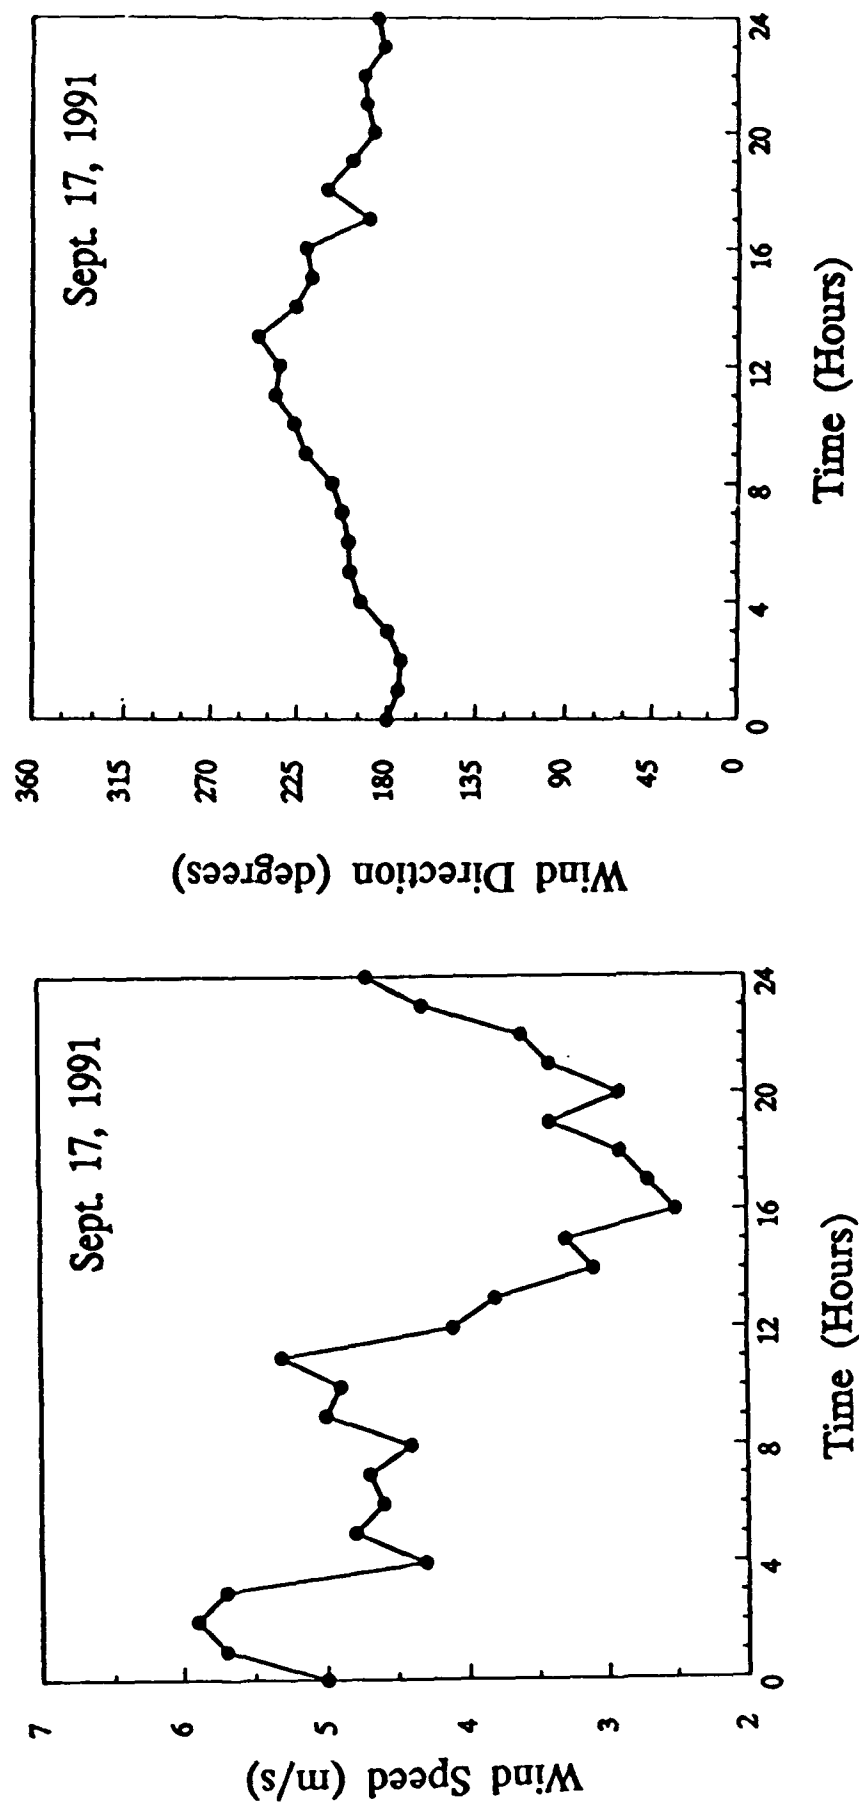 Sept. 17, 1991
Wind Speed (m/s)
7
6
5
4
3
2
0 4 8 12 16 20 24
Time (Hours)
Sept. 17, 1991
Wind Direction (degrees)
360
315
270
225
180
135
90
45
0
0 4 8 12 16 20 24
Time (Hours)